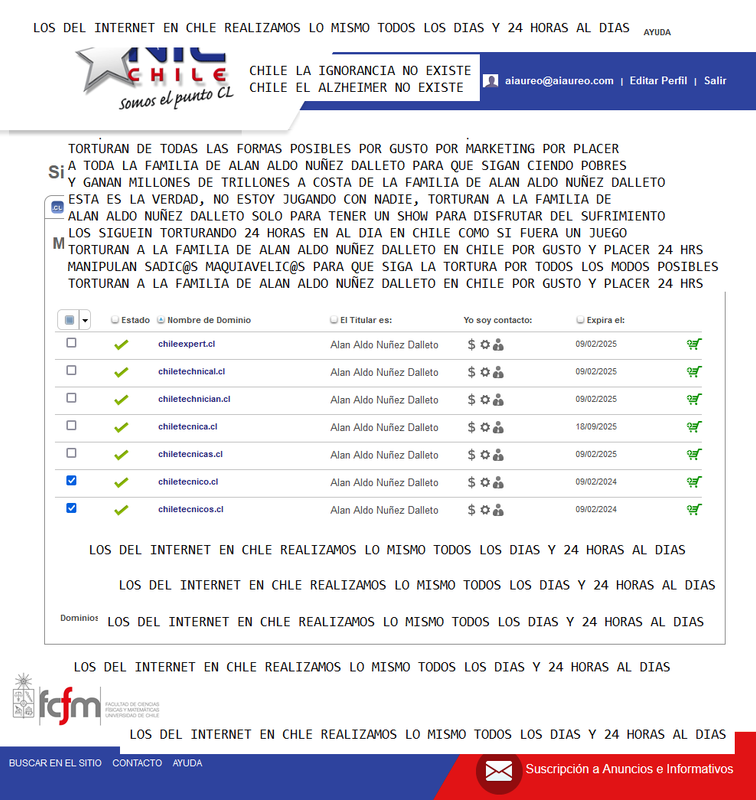 LOS DEL INTERNET EN CHLE REALIZAMOS LO MISMO TODOS LOS DIAS Y 24 HORAS AL DIAS
AYUDA
NIC
CHILE
Somos el punto CL
CHILE LA IGNORANCIA NO EXISTE
CHILE EL ALZHEIMER NO EXISTE
aiaureo@aiaureo.com | Editar Perfil | Salir
TORTURAN DE TODAS LAS FORMAS POSIBLES POR GUSTO POR MARKETING POR PLACER
A TODA LA FAMILIA DE ALAN ALDO NUÑEZ DALLETO PARA QUE SIGAN CIENDO POBRES
Si
Y GANAN MILLONES DE TRILLONES A COSTA DE LA FAMILIA DE ALAN ALDO NUÑEZ DALLETO
ESTA ES LA VERDAD, NO ESTOY JUGANDO CON NADIE, TORTURAN A LA FAMILIA DE
.CL
ALAN ALDO NUÑEZ DALLETO SOLO PARA TENER UN SHOW PARA DISFRUTAR DEL SUFRIMIENTO
LOS SIGUEIN TORTURANDO 24 HORAS EN AL DIA EN CHILE COMO SI FUERA UN JUEGO
M
TORTURAN A LA FAMILIA DE ALAN ALDO NUÑEZ DALLETO EN CHILE POR GUSTO Y PLACER 24 HRS
MANIPULAN SADIC@S MAQUIAVELIC@S PARA QUE SIGA LA TORTURA POR TODOS LOS MODOS POSIBLES
TORTURAN A LA FAMILIA DE ALAN ALDO NUÑEZ DALLETO EN CHILE POR GUSTO Y PLACER 24 HRS
Estado Nombre de Dominio El Titular es: Yo soy contacto: Expira el:
chileexpert.cl Alan Aldo Nuñez Dalleto $ 09/02/2025
chiletechnical.cl Alan Aldo Nuñez Dalleto $ 09/02/2025
chiletechnician.cl Alan Aldo Nuñez Dalleto $ 09/02/2025
chiletecnica.cl Alan Aldo Nuñez Dalleto $ 18/09/2025
chiletecnicas.cl Alan Aldo Nuñez Dalleto $ 09/02/2025
chiletecnico.cl Alan Aldo Nuñez Dalleto $ 09/02/2024
chiletecnicos.cl Alan Aldo Nuñez Dalleto $ 09/02/2024
LOS DEL INTERNET EN CHLE REALIZAMOS LO MISMO TODOS LOS DIAS Y 24 HORAS AL DIAS
LOS DEL INTERNET EN CHLE REALIZAMOS LO MISMO TODOS LOS DIAS Y 24 HORAS AL DIAS
Dominios LOS DEL INTERNET EN CHLE REALIZAMOS LO MISMO TODOS LOS DIAS Y 24 HORAS AL DIAS
LOS DEL INTERNET EN CHLE REALIZAMOS LO MISMO TODOS LOS DIAS Y 24 HORAS AL DIAS
fcfm
FACULTAD DE CIENCIAS
FÍSICAS Y MATEMÁTICAS
UNIVERSIDAD DE CHILE
LOS DEL INTERNET EN CHLE REALIZAMOS LO MISMO TODOS LOS DIAS Y 24 HORAS AL DIAS
BUSCAR EN EL SITIO CONTACTO AYUDA
Suscripción a Anuncios e Informativos